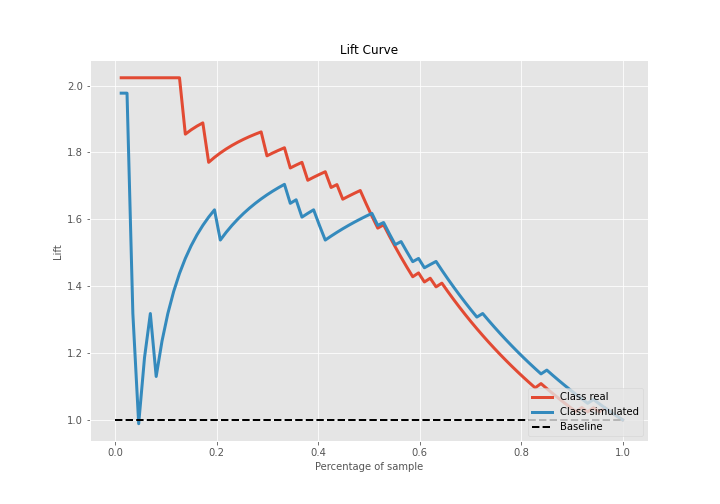 Lift Curve
Lift
2.0
1.8
1.6
1.4
1.2
1.0
0.0
0.2
0.4
0.6
0.8
1.0
Percentage of sample
Class real
Class simulated
Baseline